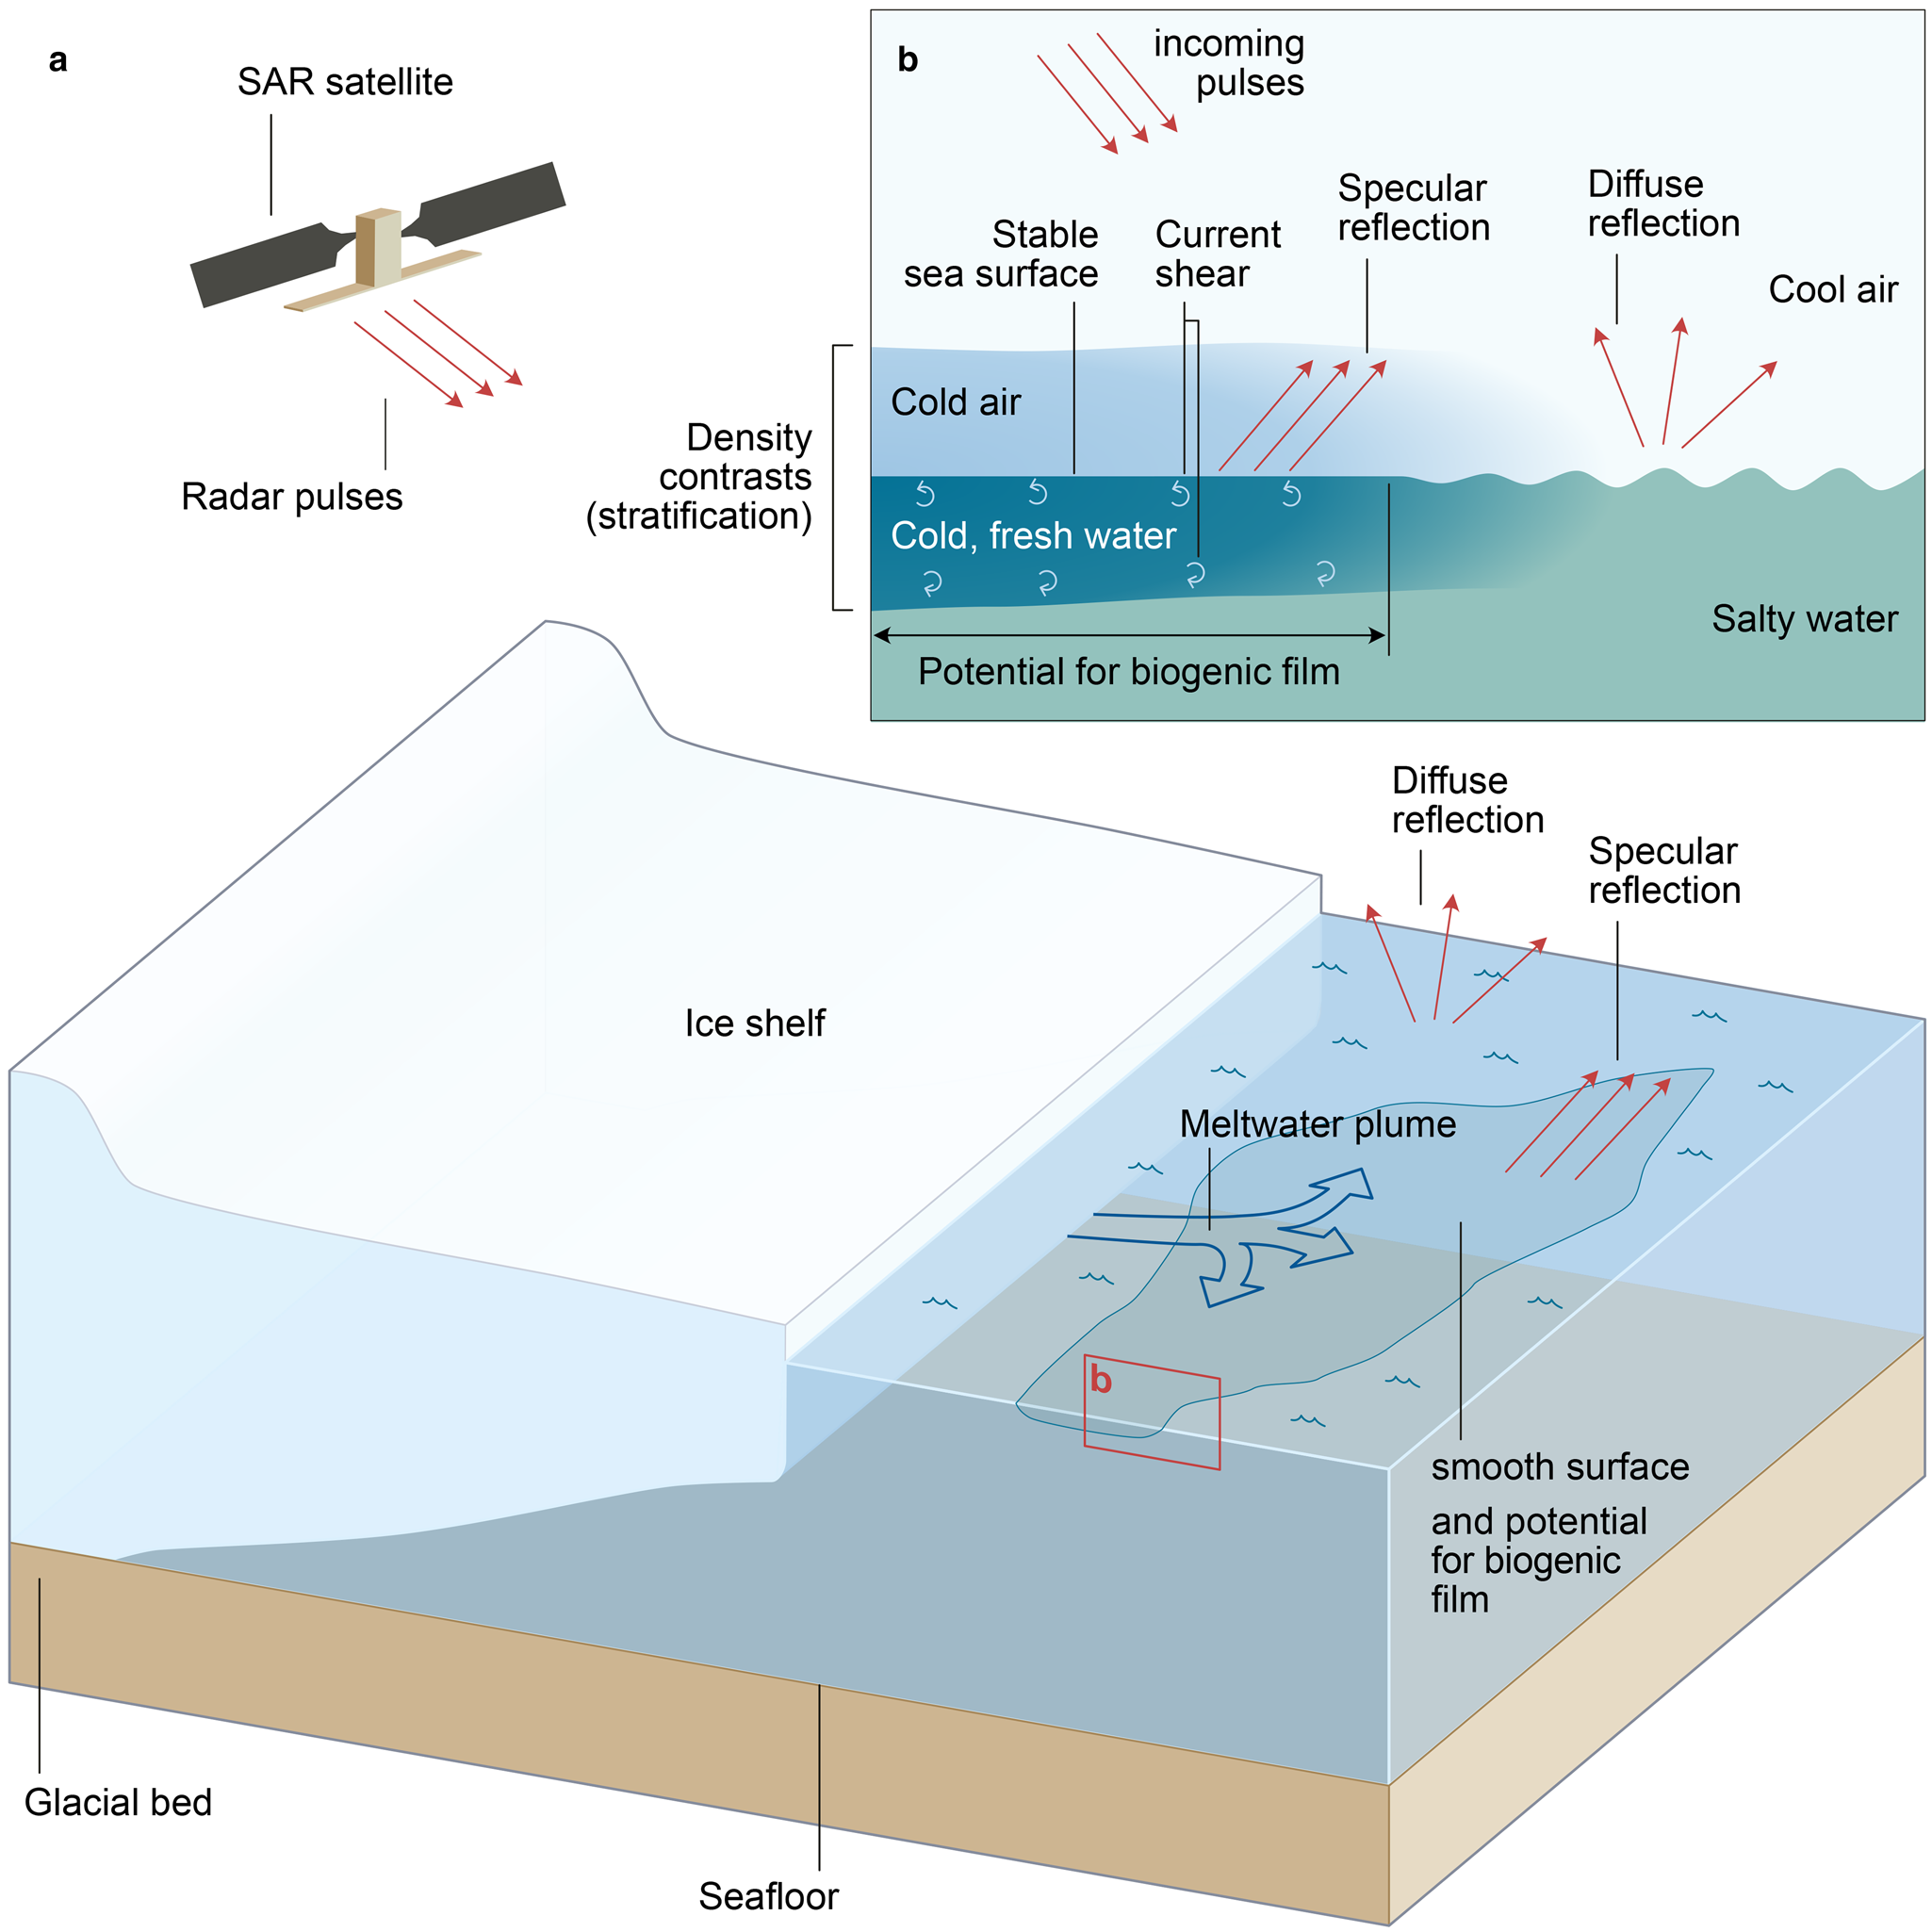 a
SAR satellite
Radar pulses
b
incoming
pulses
Specular
reflection
Diffuse
reflection
Stable
sea surface
Current
shear
Cool air
Cold air
Density
contrasts
(stratification)
Cold, fresh water
Salty water
Potential for biogenic film
Diffuse
reflection
Specular
reflection
Ice shelf
Meltwater plume
b
smooth surface
and potential
for biogenic
film
Glacial bed
Seafloor